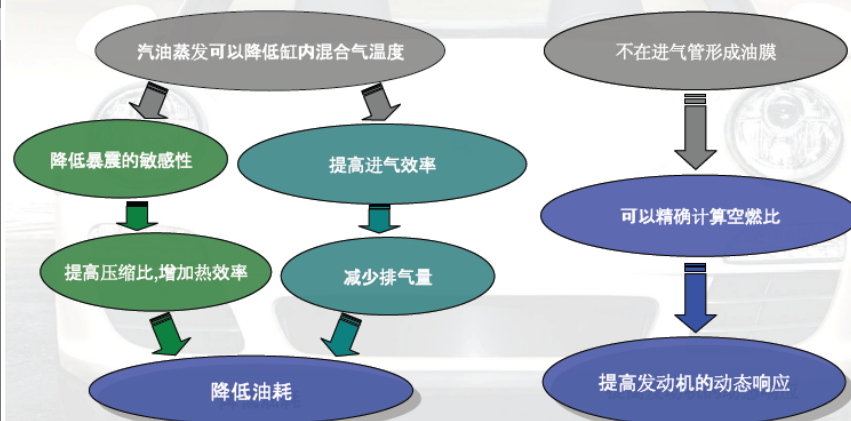 汽油蒸发可以降低缸内混合气温度
不在进气管形成油膜
降低暴震的敏感性
提高进气效率
可以精确计算空燃比
提高压缩比,增加热效率
减少排气量
降低油耗
提高发动机的动态响应